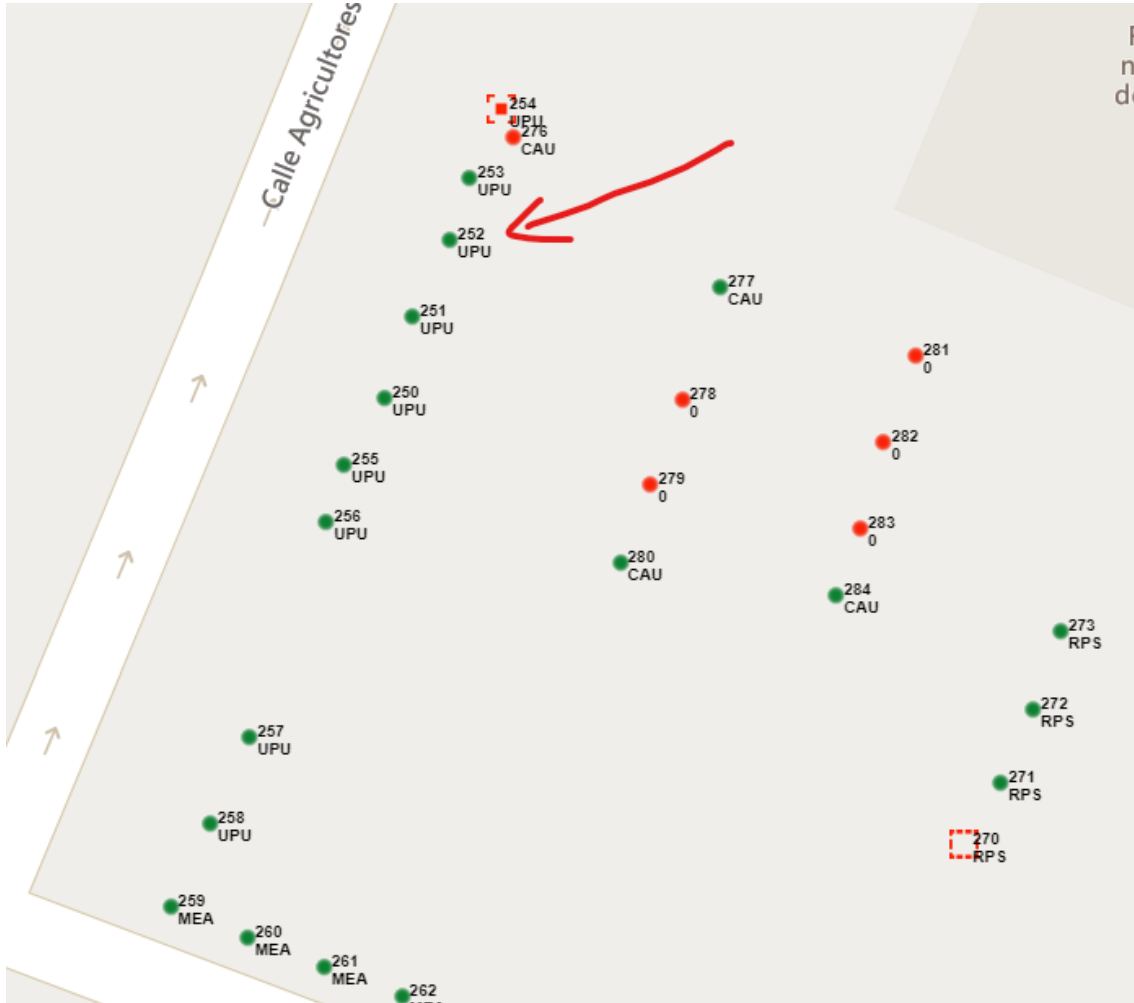 Calle Agricultores
254
UPU
276
CAU
253
UPU
252
UPU
277
CAU
251
UPU
281
0
250
UPU
278
0
282
0
255
UPU
279
0
256
UPU
283
0
280
CAU
284
CAU
273
RPS
272
RPS
257
UPU
271
RPS
258
UPU
270
RPS
259
MEA
260
MEA
261
MEA
262